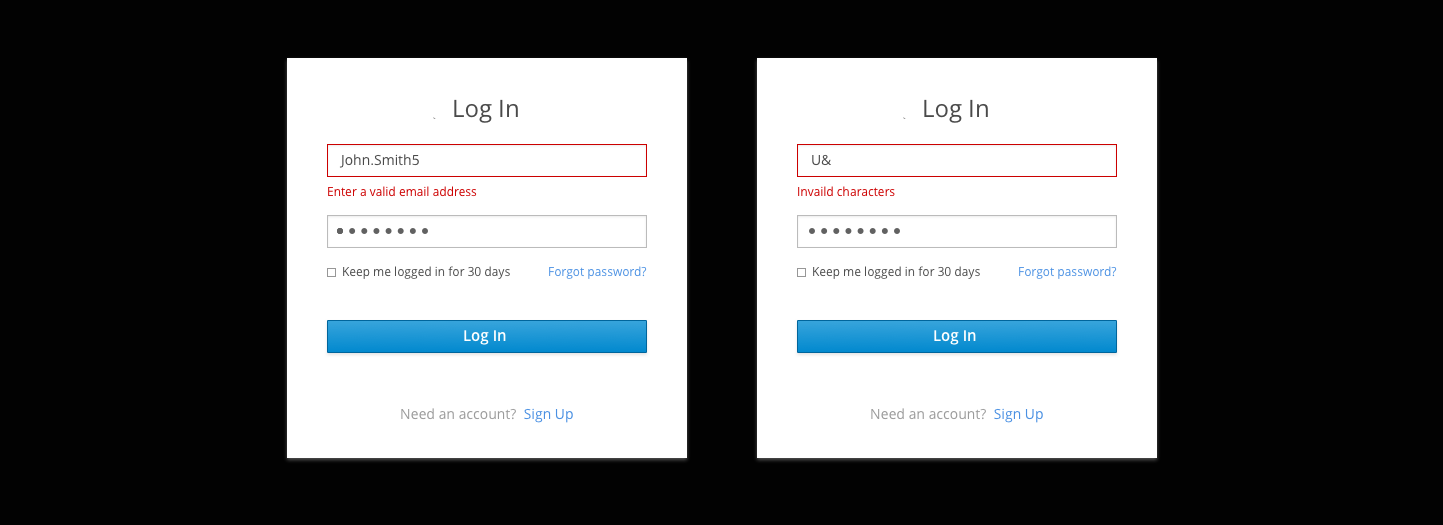 Log In
John.Smith5
Enter a valid email address
Keep me logged in for 30 days
Forgot password?
Log In
Need an account? Sign Up
Log In
U&
Invaild characters
Keep me logged in for 30 days
Forgot password?
Log In
Need an account? Sign Up